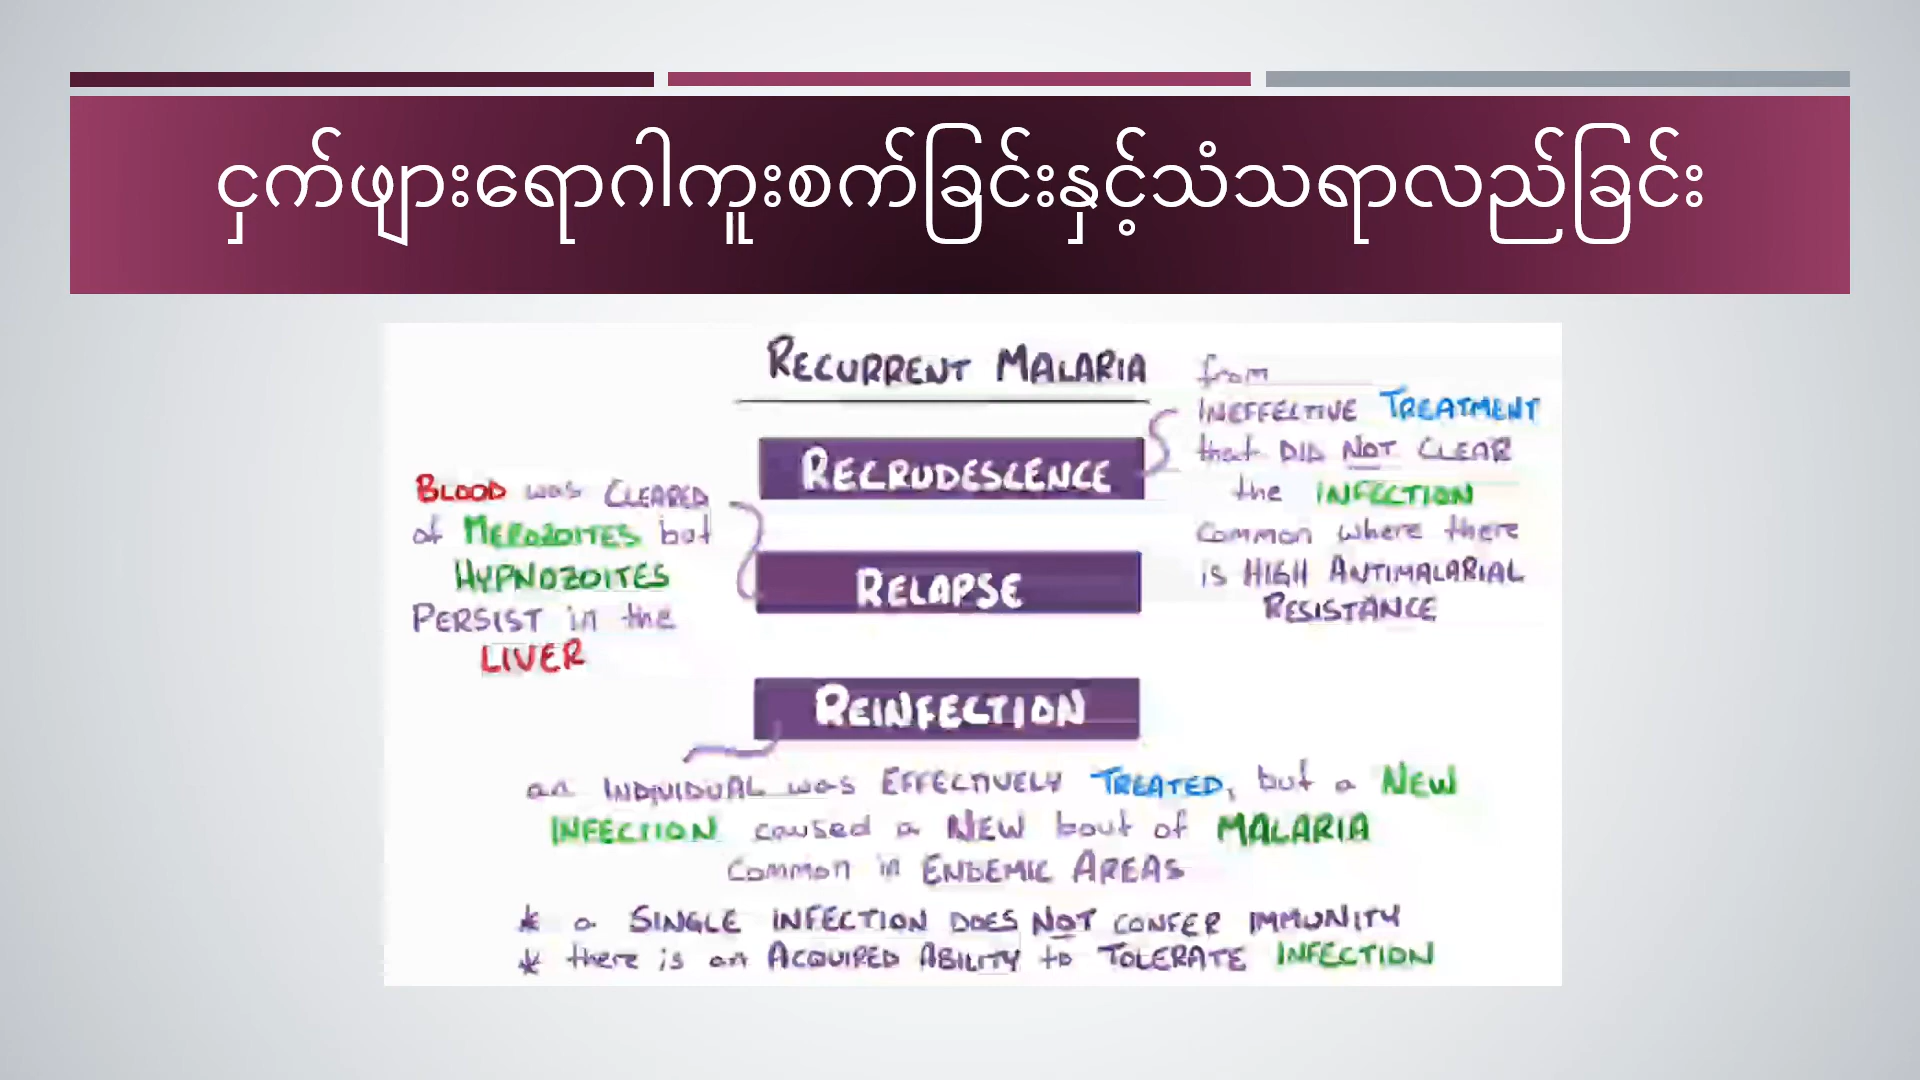 ငှက်ဖျားရောဂါကူးစက်ခြင်းနှင့်သံသရာလည်ခြင်း
RECURRENT MALARIA
RECRUDESCENCE
from
INEFFECTIVE TREATMENT
that DID NOT CLEAR
the INFECTION
common where there
is HIGH ANTIMALARIAL
RESISTANCE
BLOOD was CLEARED
of MEROZOITES but
HYPNOZOITES
PERSIST in the
LIVER
RELAPSE
REINFECTION
an INDIVIDUAL was EFFECTIVELY TREATED, but a NEW
INFECTION caused a NEW bout of MALARIA
common in ENDEMIC AREAS
* a SINGLE INFECTION DOES NOT CONFER IMMUNITY
* there is an ACQUIRED ABILITY to TOLERATE INFECTION